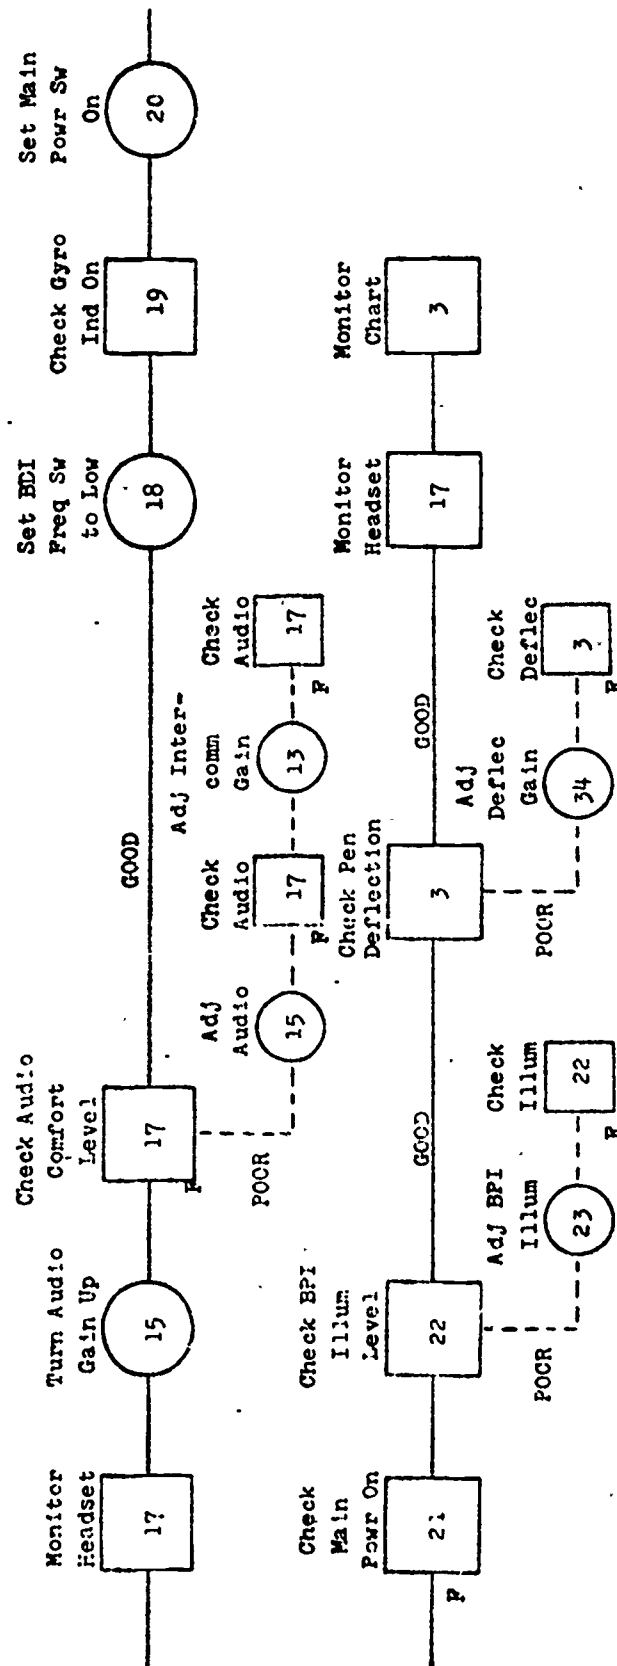 Monitor
Headset
17
Turn Audio
Gain Up
15
Check Audio
Comfort
Level
17
F
POOR
Adj
Audio
15
Check
Audio
17
F
Adj Inter-
comm
Gain
13
Check
Audio
17
F
GOOD
Set BDI
Freq Sw
to Low
18
Check Gyro
Ind On
19
Set Main
Powr Sw
On
20
Check
Main
Powr On
21
F
Check BPI
Illum
Level
22
POOR
Adj BPI
Illum
23
Check
Illum
22
F
GOOD
Check Pen
Deflection
3
POOR
Adj
Deflec
Gain
34
Check
Deflec
3
F
GOOD
Monitor
Headset
17
Monitor
Chart
3